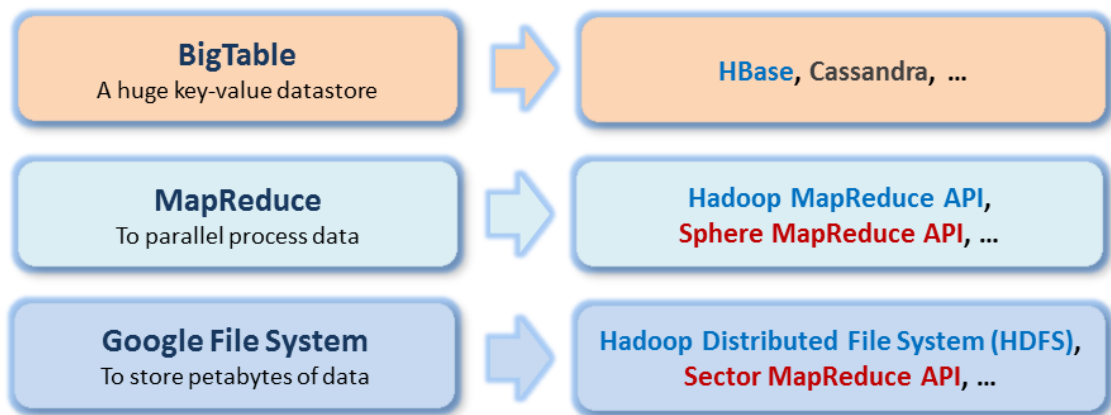 BigTable
A huge key-value datastore
HBase, Cassandra, ...
MapReduce
To parallel process data
Hadoop MapReduce API,
Sphere MapReduce API, ...
Google File System
To store petabytes of data
Hadoop Distributed File System (HDFS),
Sector MapReduce API, ...